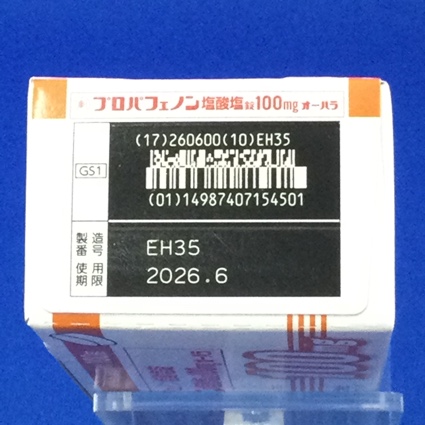 プロパフェノン塩酸塩錠100mgオーハラ
(17)260600(10)EH35
GS1
(01)14987407154501
製造番号 EH35
使用期限 2026.6